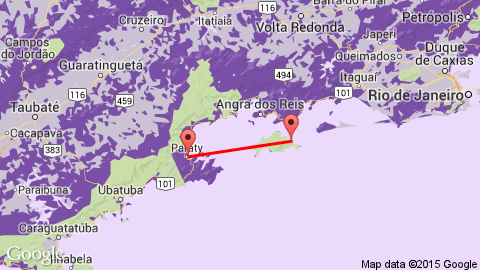 Barra do Piraí
Cruzeiro
Itatiaia
Volta Redonda
Petrópolis
Campos
do Jordão
Japeri
Guaratinguetá
Queimados
Duque
de Caxias
494
116
Itaguaí
Taubaté
459
101
Angra dos Reis
Rio de Janeiro
Cacapava
383
Paraty
Paraibuna
Ubatuba
101
Caraguatatuba
Google
Ilhabela
Map data ©2015 Google